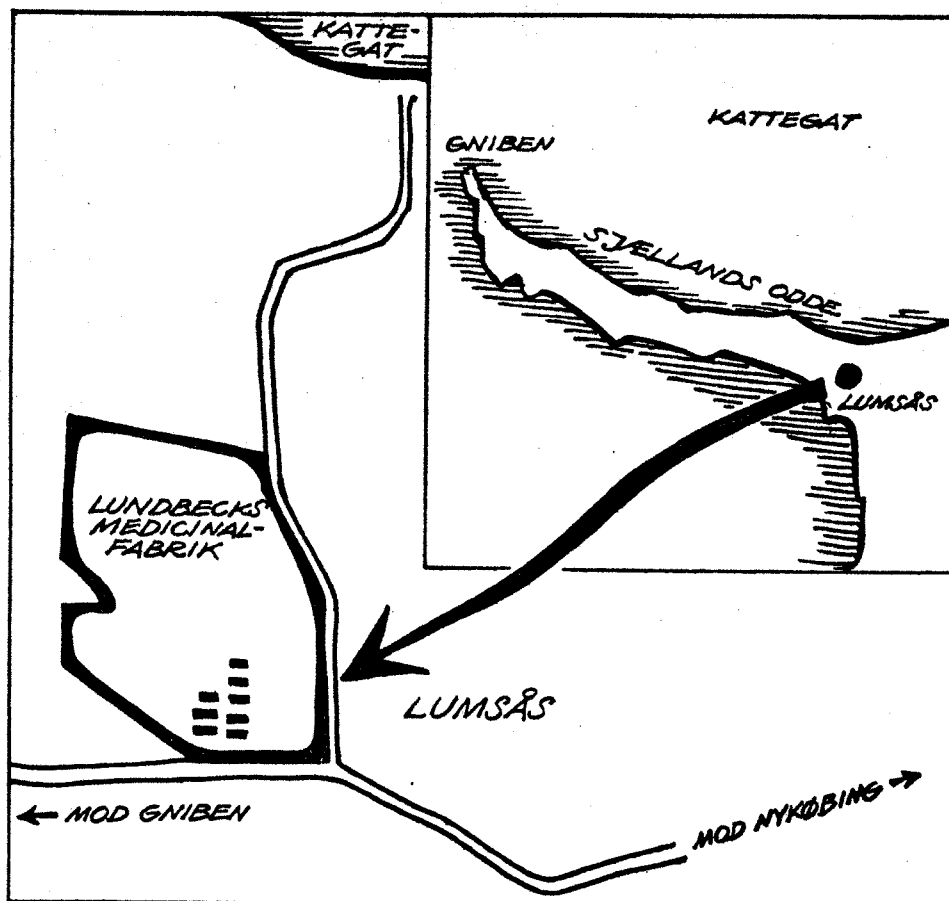 KATTE-
GAT
KATTEGAT
GNIBEN
SJÆLLANDS ODDE
LUMSÅS
LUNDBECKS
MEDICINAL-
FABRIK
LUMSÅS
← MOD GNIBEN
MOD NYKØBING →